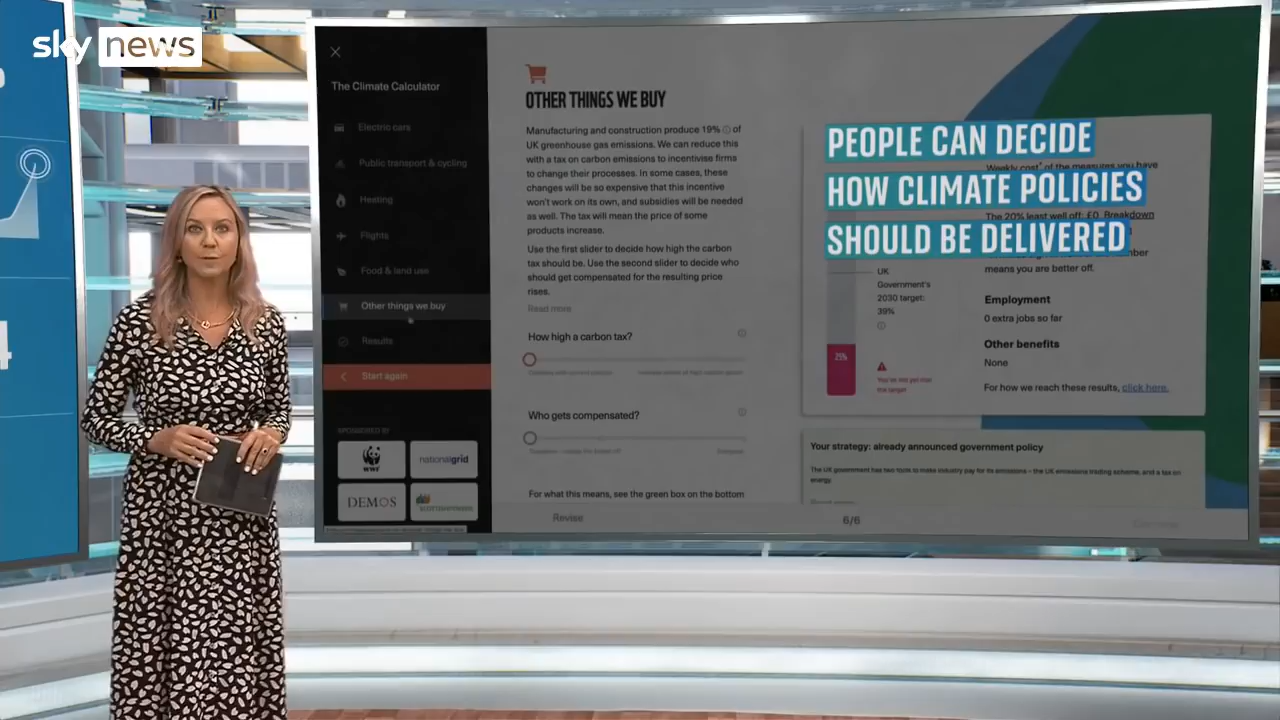 sky news
The Climate Calculator
Electric cars
Public transport & cycling
Heating
Flights
Food & land use
Other things we buy
Results
Start again
SPONSORED BY
WWF
nationalgrid
DEMOS
SCOTTISHPOWER
OTHER THINGS WE BUY
Manufacturing and construction produce 19% of
UK greenhouse gas emissions. We can reduce this
with a tax on carbon emissions to incentivise firms
to change their processes. In some cases, these
changes will be so expensive that this incentive
won't work on its own, and subsidies will be needed
as well. The tax will mean the price of some
products increase.
Use the first slider to decide how high the carbon
tax should be. Use the second slider to decide who
should get compensated for the resulting price
rises.
Read more
How high a carbon tax?
Who gets compensated?
Everyone
For what this means, see the green box on the bottom
Revise
6/6
PEOPLE CAN DECIDE
HOW CLIMATE POLICIES
SHOULD BE DELIVERED
Weekly cost* of the measures you have
The 20% least well off: £0 Breakdown
means you are better off.
UK
Government's
2030 target:
39%
25%
You're not yet near
the target
Employment
0 extra jobs so far
Other benefits
None
For how we reach these results, click here.
Your strategy: already announced government policy
The UK government has two tools to make industry pay for its emissions – the UK emissions trading scheme, and a tax on
energy.
4